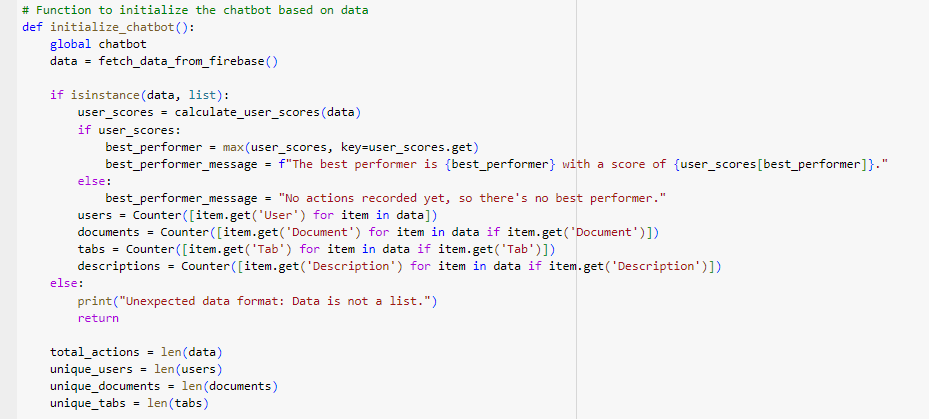 # Function to initialize the chatbot based on data
def initialize_chatbot():
    global chatbot
    data = fetch_data_from_firebase()

    if isinstance(data, list):
        user_scores = calculate_user_scores(data)
        if user_scores:
            best_performer = max(user_scores, key=user_scores.get)
            best_performer_message = f"The best performer is {best_performer} with a score of {user_scores[best_performer]}."
        else:
            best_performer_message = "No actions recorded yet, so there's no best performer."
        users = Counter([item.get('User') for item in data])
        documents = Counter([item.get('Document') for item in data if item.get('Document')])
        tabs = Counter([item.get('Tab') for item in data if item.get('Tab')])
        descriptions = Counter([item.get('Description') for item in data if item.get('Description')])
    else:
        print("Unexpected data format: Data is not a list.")
        return

    total_actions = len(data)
    unique_users = len(users)
    unique_documents = len(documents)
    unique_tabs = len(tabs)